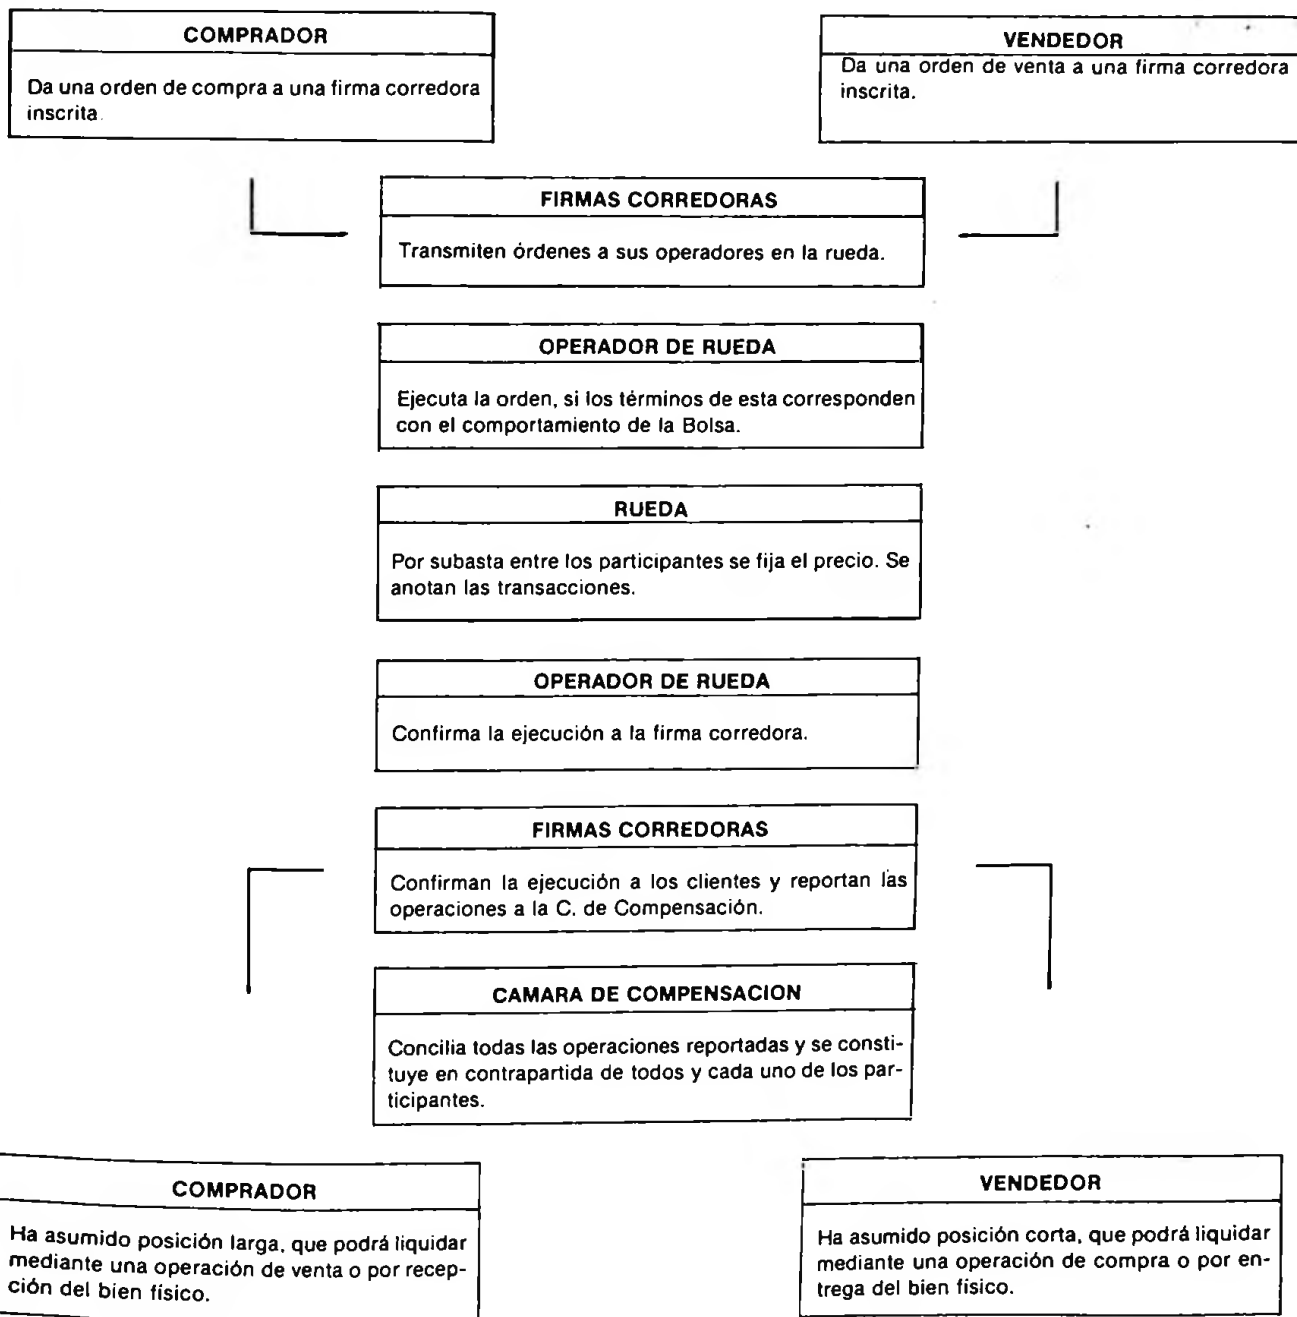 COMPRADOR
Da una orden de compra a una firma corredora
inscrita.
VENDEDOR
Da una orden de venta a una firma corredora
inscrita.
FIRMAS CORREDORAS
Transmiten órdenes a sus operadores en la rueda.
OPERADOR DE RUEDA
Ejecuta la orden, si los términos de esta corresponden
con el comportamiento de la Bolsa.
RUEDA
Por subasta entre los participantes se fija el precio. Se
anotan las transacciones.
OPERADOR DE RUEDA
Confirma la ejecución a la firma corredora.
FIRMAS CORREDORAS
Confirman la ejecución a los clientes y reportan las
operaciones a la C. de Compensación.
CAMARA DE COMPENSACION
Concilia todas las operaciones reportadas y se consti-
tuye en contrapartida de todos y cada uno de los par-
ticipantes.
COMPRADOR
Ha asumido posición larga, que podrá liquidar
mediante una operación de venta o por recep-
ción del bien físico.
VENDEDOR
Ha asumido posición corta, que podrá liquidar
mediante una operación de compra o por en-
trega del bien físico.